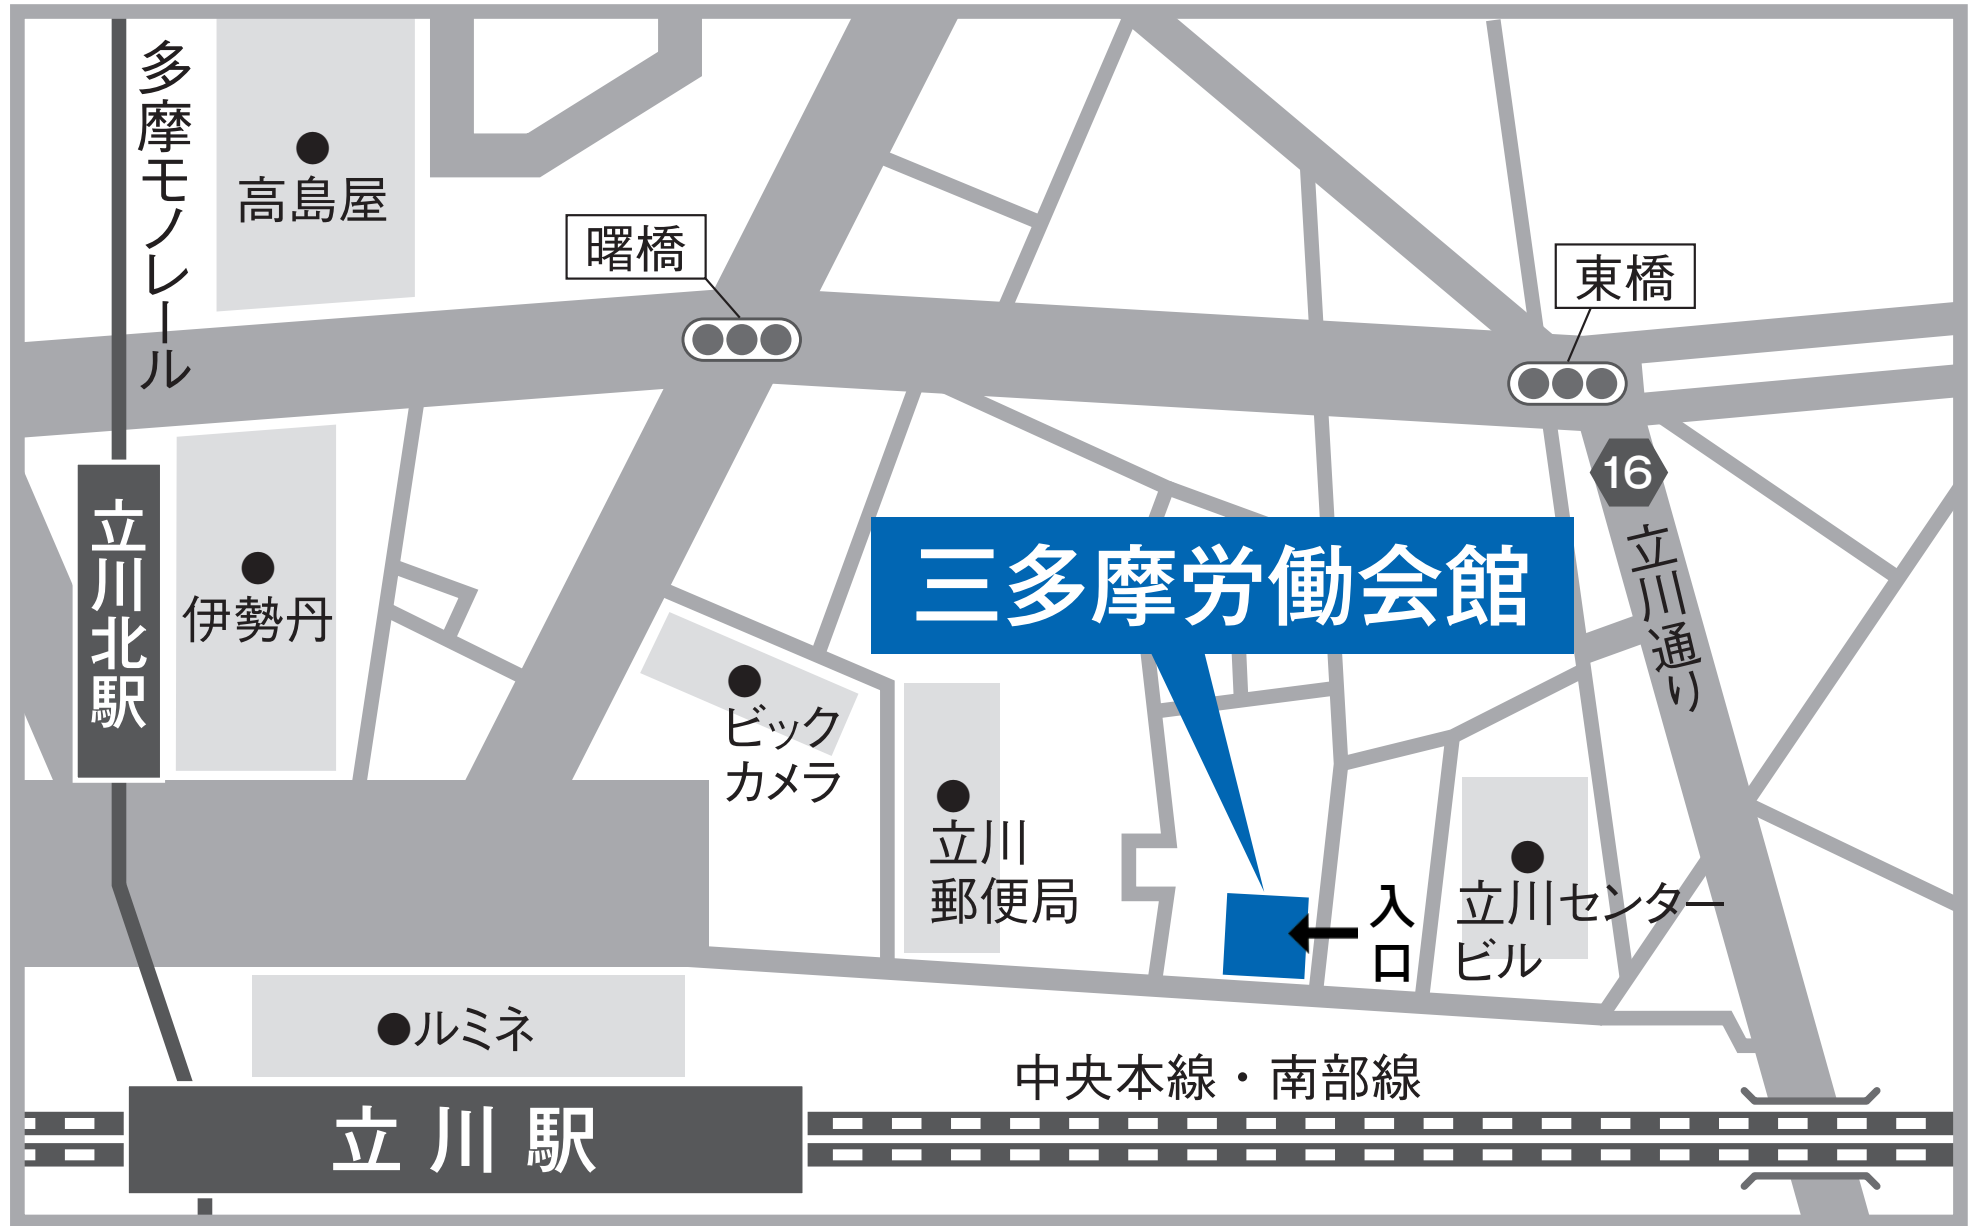 多摩モノレール
高島屋
曙橋
東橋
16
立川通り
立川北駅
伊勢丹
三多摩労働会館
ビック
カメラ
立川
郵便局
入口
立川センター
ビル
ルミネ
中央本線・南部線
立川駅